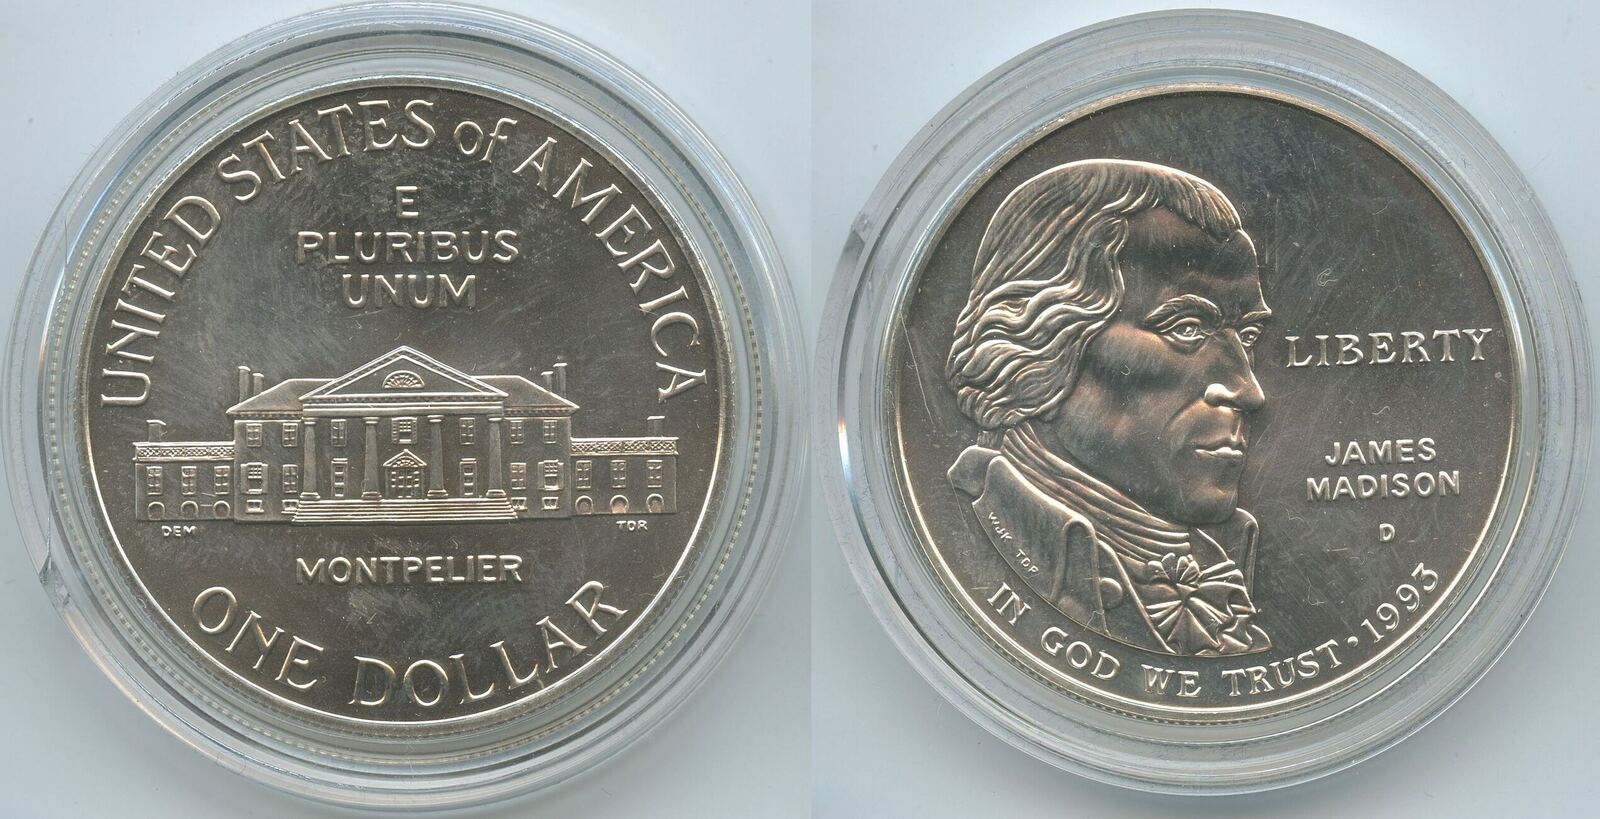 UNITED STATES of AMERICA
E
PLURIBUS
UNUM
DEM
TOR
MONTPELIER
ONE DOLLAR
LIBERTY
JAMES
MADISON
D
WJK TDR
IN GOD WE TRUST · 1993